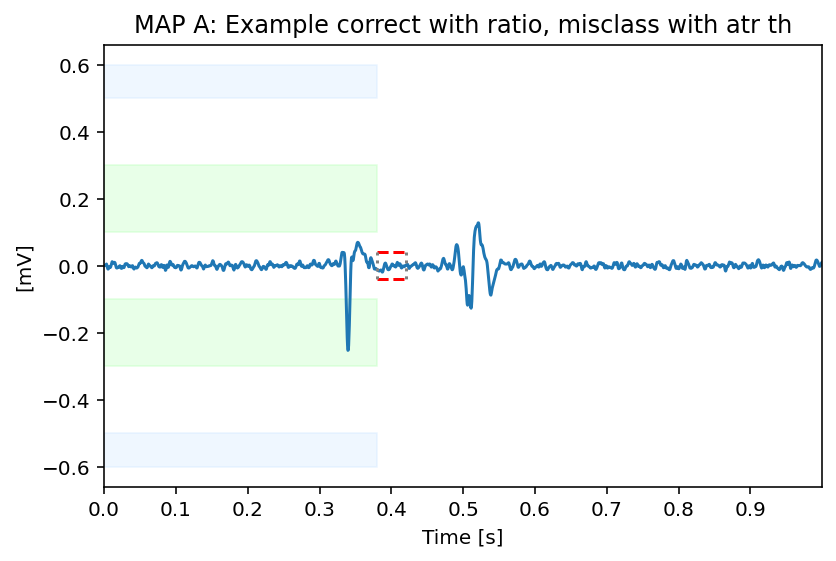 MAP A: Example correct with ratio, misclass with atr th
0.6
0.4
0.2
0.0
−0.2
−0.4
−0.6
[mV]
0.0 0.1 0.2 0.3 0.4 0.5 0.6 0.7 0.8 0.9
Time [s]